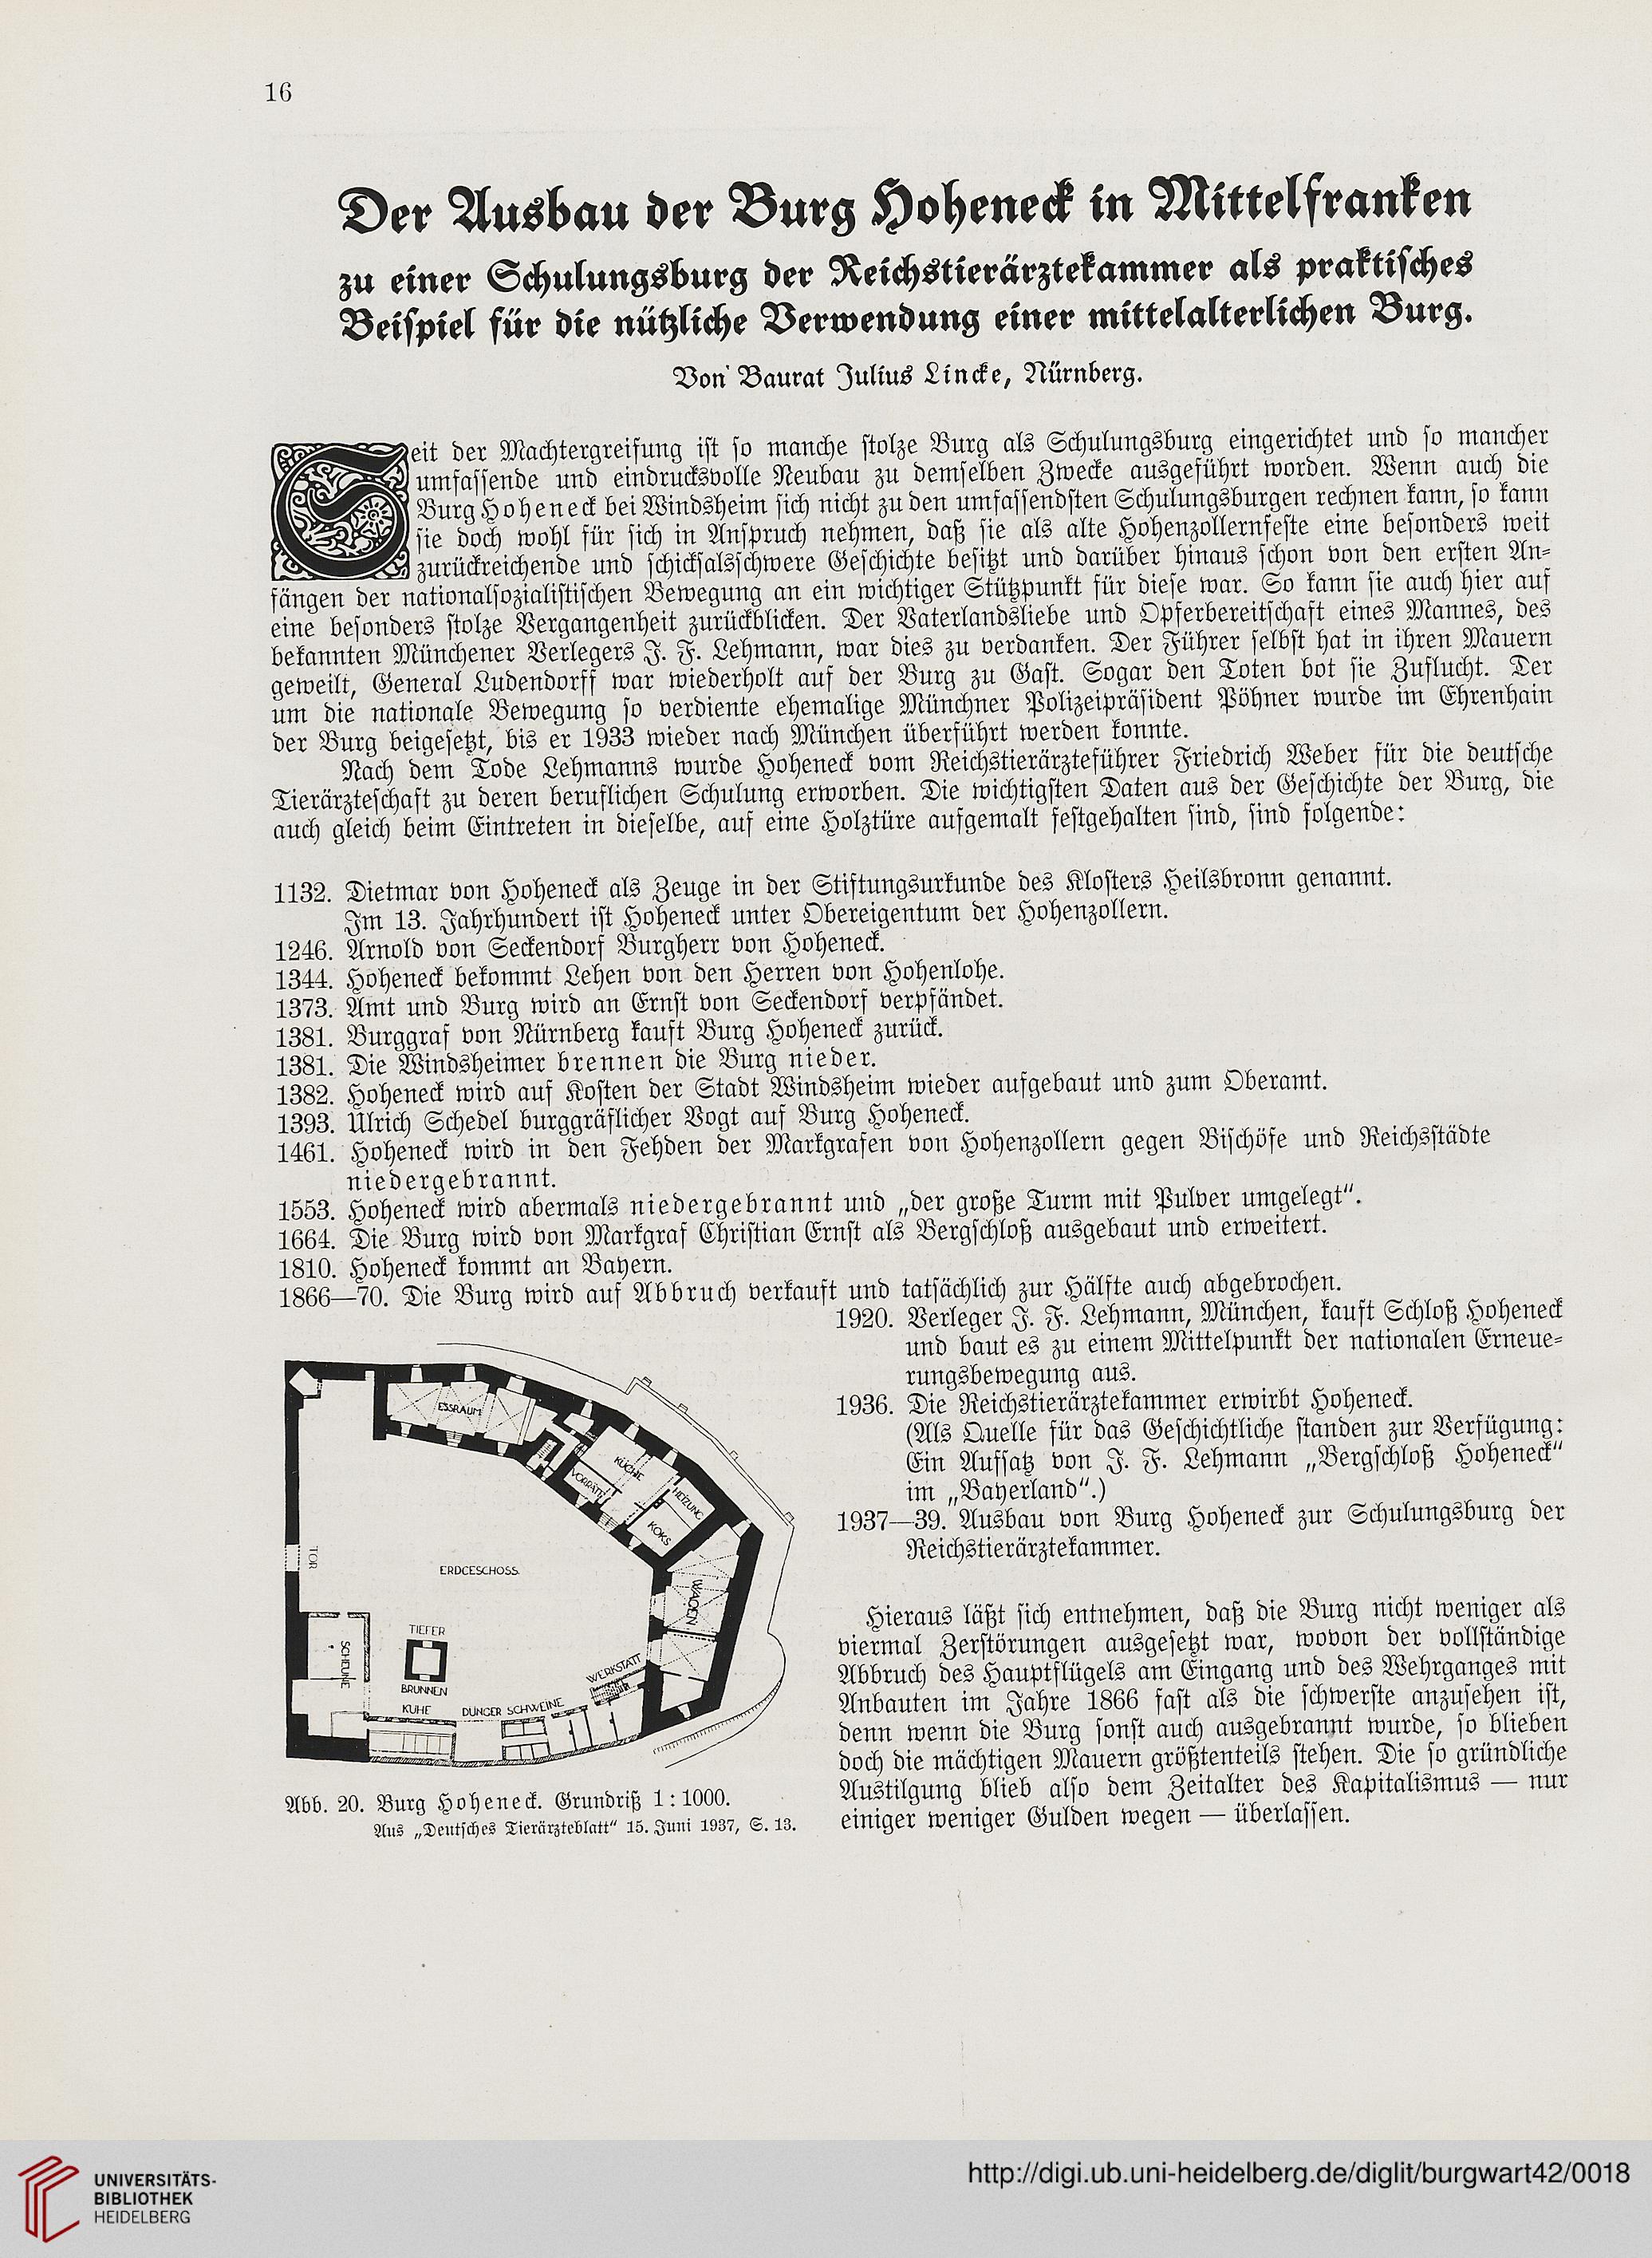 16
Der Ausbau der Burg Hoheneck in Mittelfranken
zu einer Schulungsburg der Reichstierärztekammer als praktisches
Beispiel für die nützliche Verwendung einer mittelalterlichen Burg.
Von Baurat Julius Lincke, Nürnberg.
Seit der Machtergreifung ist so manche stolze Burg als Schulungsburg eingerichtet und so mancher
umfassende und eindrucksvolle Neubau zu demselben Zwecke ausgeführt worden. Wenn auch die
Burg Hoheneck bei Windsheim sich nicht zu den umfassendsten Schulungsburgen rechnen kann, so kann
sie doch wohl für sich in Anspruch nehmen, daß sie als alte Hohenzollernfeste eine besonders weit
zurückreichende und schicksalsschwere Geschichte besitzt und darüber hinaus schon von den ersten An-
fängen der nationalsozialistischen Bewegung an ein wichtiger Stützpunkt für diese war. So kann sie auch hier auf
eine besonders stolze Vergangenheit zurückblicken. Der Vaterlandsliebe und Opferbereitschaft eines Mannes, des
bekannten Münchener Verlegers J. F. Lehmann, war dies zu verdanken. Der Führer selbst hat in ihren Mauern
geweilt, General Ludendorff war wiederholt auf der Burg zu Gast. Sogar den Toten bot sie Zuflucht. Der
um die nationale Bewegung so verdiente ehemalige Münchner Polizeipräsident Pöhner wurde im Ehrenhain
der Burg beigesetzt, bis er 1933 wieder nach München überführt werden konnte.
Nach dem Tode Lehmanns wurde Hoheneck vom Reichstierärzteführer Friedrich Weber für die deutsche
Tierärzteschaft zu deren beruflichen Schulung erworben. Die wichtigsten Daten aus der Geschichte der Burg, die
auch gleich beim Eintreten in dieselbe, auf eine Holztüre aufgemalt festgehalten sind, sind folgende:
1132. Dietmar von Hoheneck als Zeuge in der Stiftungsurkunde des Klosters Heilsbronn genannt.
Im 13. Jahrhundert ist Hoheneck unter Obereigentum der Hohenzollern.
1246. Arnold von Seckendorf Burgherr von Hoheneck.
1344. Hoheneck bekommt Lehen von den Herren von Hohenlohe.
1373. Amt und Burg wird an Ernst von Seckendorf verpfändet.
1381. Burggraf von Nürnberg kauft Burg Hoheneck zurück.
1381. Die Windsheimer brennen die Burg nieder.
1382. Hoheneck wird auf Kosten der Stadt Windsheim wieder aufgebaut und zum Oberamt.
1393. Ulrich Schedel burggräflicher Vogt auf Burg Hoheneck.
1461. Hoheneck wird in den Fehden der Markgrafen von Hohenzollern gegen Bischöfe und Reichsstädte
niedergebrannt.
1553. Hoheneck wird abermals niedergebrannt und „der große Turm mit Pulver umgelegt“.
1664. Die Burg wird von Markgraf Christian Ernst als Bergschloß ausgebaut und erweitert.
1810. Hoheneck kommt an Bayern.
1866—70. Die Burg wird auf Abbruch verkauft und tatsächlich zur Hälfte auch abgebrochen.
1920. Verleger J. F. Lehmann, München, kauft Schloß Hoheneck
und baut es zu einem Mittelpunkt der nationalen Erneue-
rungsbewegung aus.
1936. Die Reichstierärztekammer erwirbt Hoheneck.
(Als Quelle für das Geschichtliche standen zur Verfügung:
Ein Aufsatz von J. F. Lehmann „Bergschloß Hoheneck“
im „Bayerland“.)
1937—39. Ausbau von Burg Hoheneck zur Schulungsburg der
Reichstierärztekammer.
Hieraus läßt sich entnehmen, daß die Burg nicht weniger als
viermal Zerstörungen ausgesetzt war, wovon der vollständige
Abbruch des Hauptflügels am Eingang und des Wehrganges mit
Anbauten im Jahre 1866 fast als die schwerste anzusehen ist,
denn wenn die Burg sonst auch ausgebrannt wurde, so blieben
doch die mächtigen Mauern größtenteils stehen. Die so gründliche
Austilgung blieb also dem Zeitalter des Kapitalismus — nur
einiger weniger Gulden wegen — überlassen.
ESSRAUM
KÜCHE
VORRÄTE
HEIZUNG
KOKS
TOR
ERDGESCHOSS.
WAGEN
TIEFER
BRUNNEN
SCHEUNE
WERKSTATT
KÜHE
DÜNGER SCHWEINE
Abb. 20. Burg Hoheneck. Grundriß 1 : 1000.
Aus „Deutsches Tierärzteblatt“ 15. Juni 1937, S. 13.
UNIVERSITÄTS-
BIBLIOTHEK
HEIDELBERG
http://digi.ub.uni-heidelberg.de/diglit/burgwart42/0018